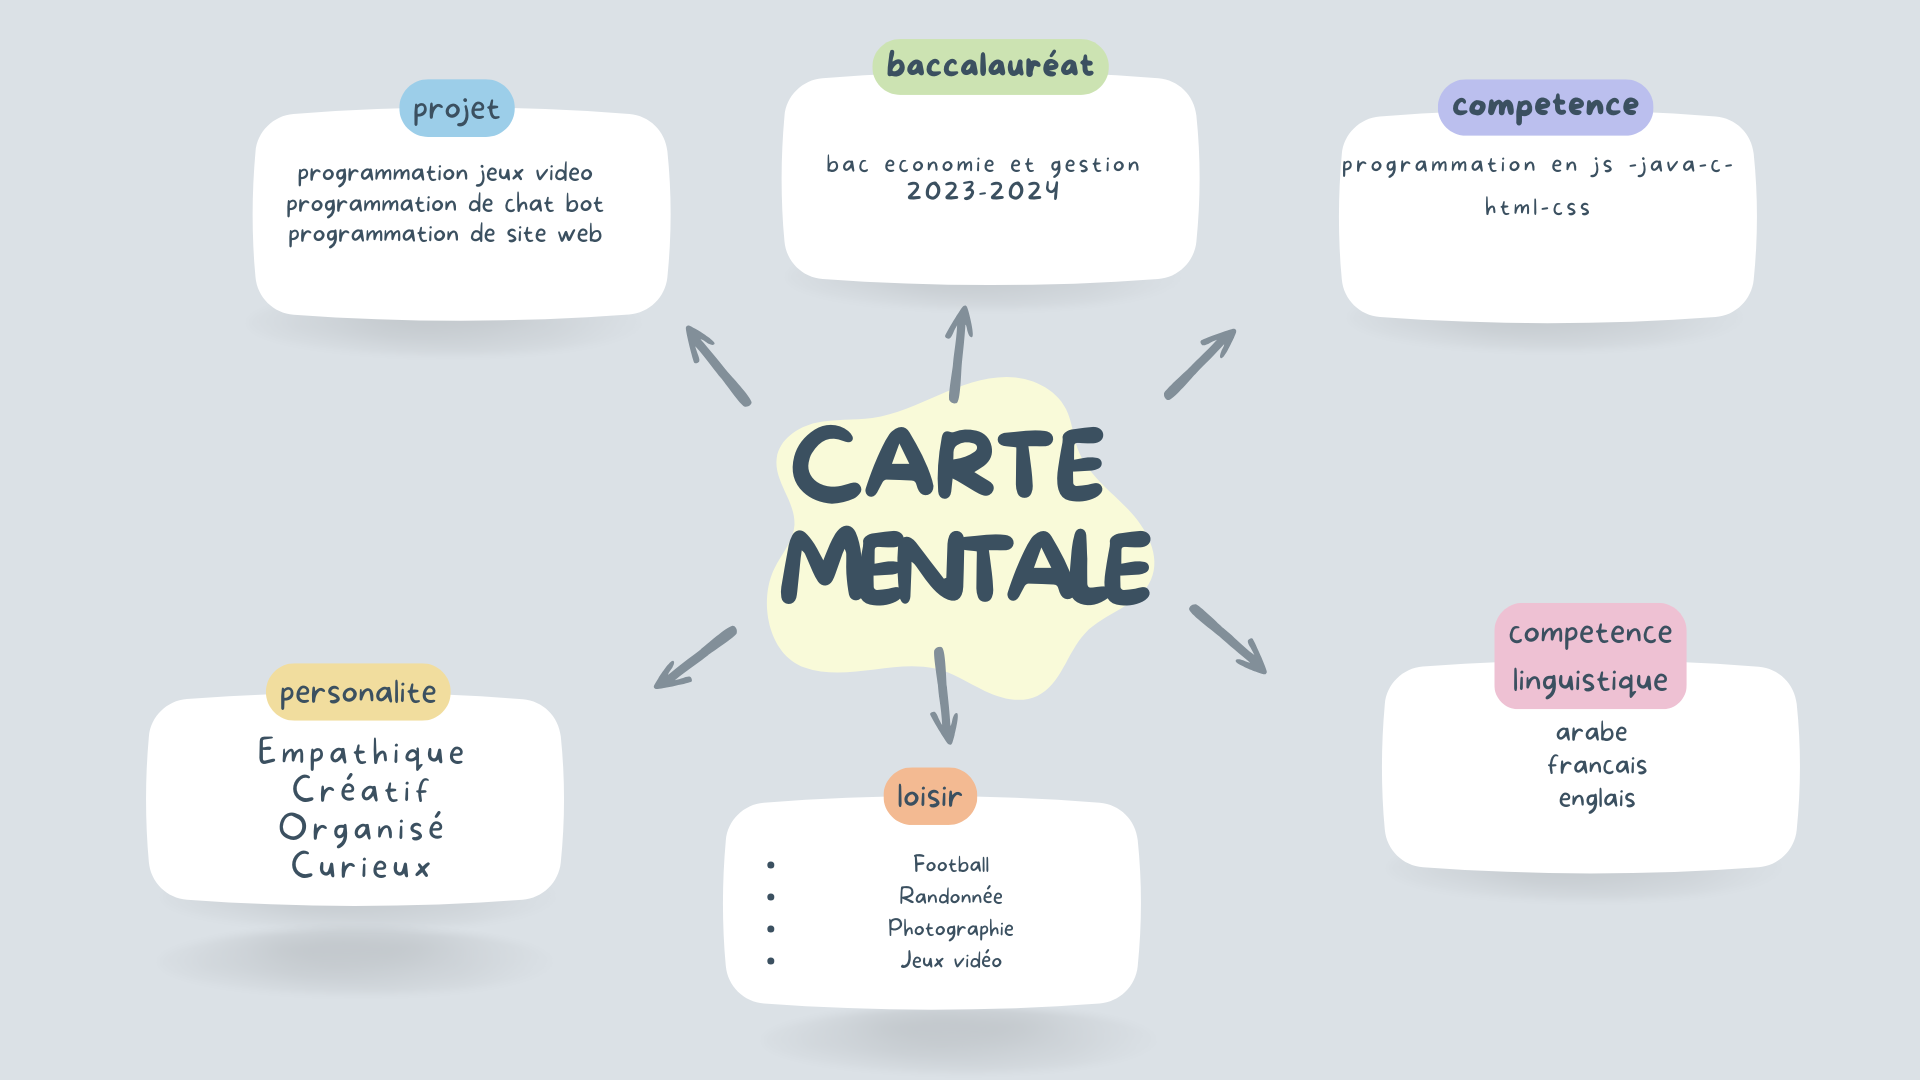 projet
programmation jeux video
programmation de chat bot
programmation de site web
baccalauréat
bac economie et gestion
2023-2024
competence
programmation en js -java-c-
html-css
CARTE
MENTALE
personalite
Empathique
Créatif
Organisé
Curieux
loisir
• Football
• Randonnée
• Photographie
• Jeux vidéo
competence
linguistique
arabe
francais
englais